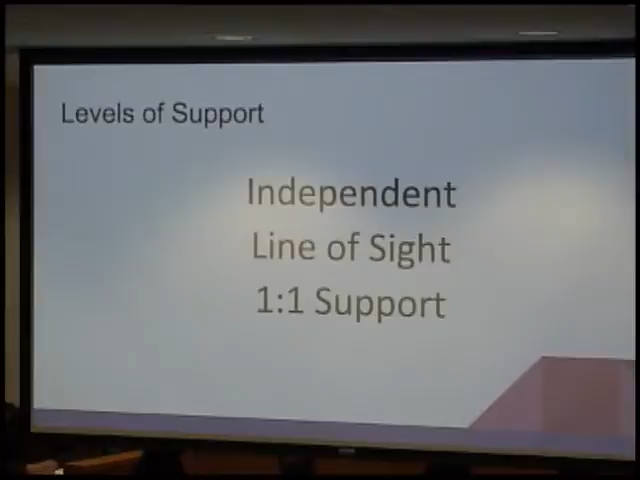 Levels of Support
Independent
Line of Sight
1:1 Support